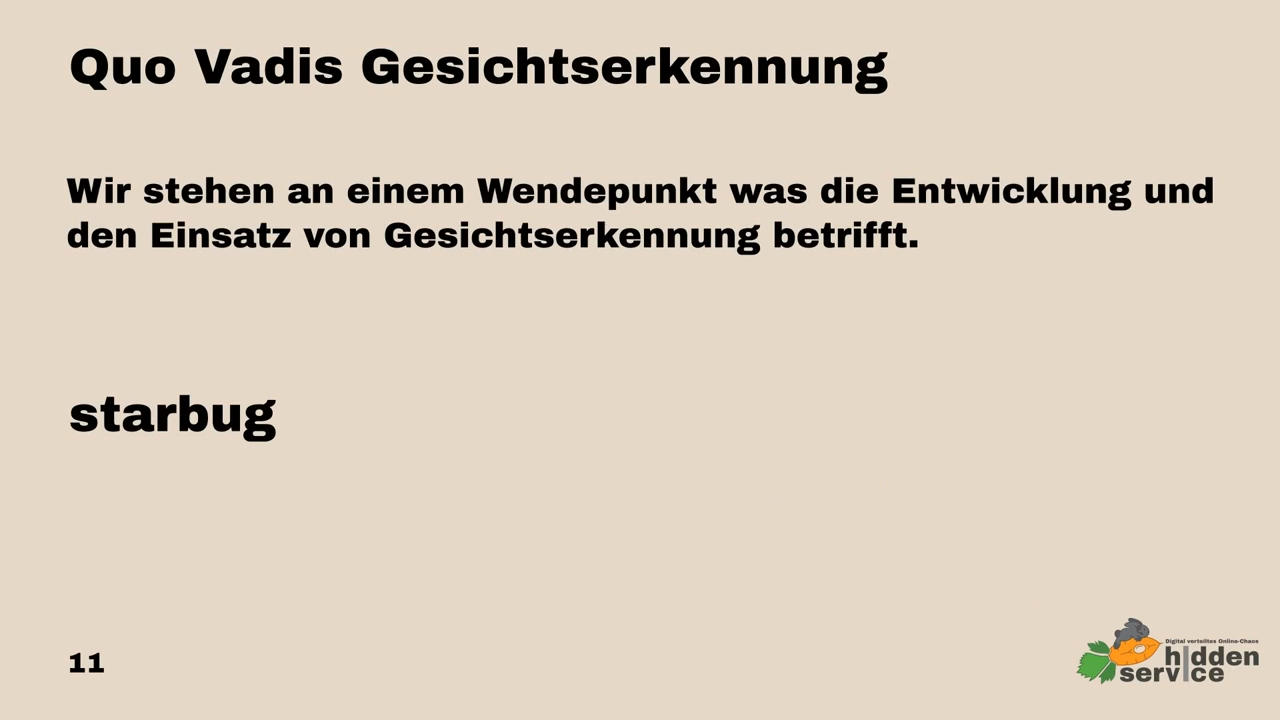 Quo Vadis Gesichtserkennung
Wir stehen an einem Wendepunkt was die Entwicklung und
den Einsatz von Gesichtserkennung betrifft.
starbug
11
Digital verteiltes Online-Chaos
hidden
service